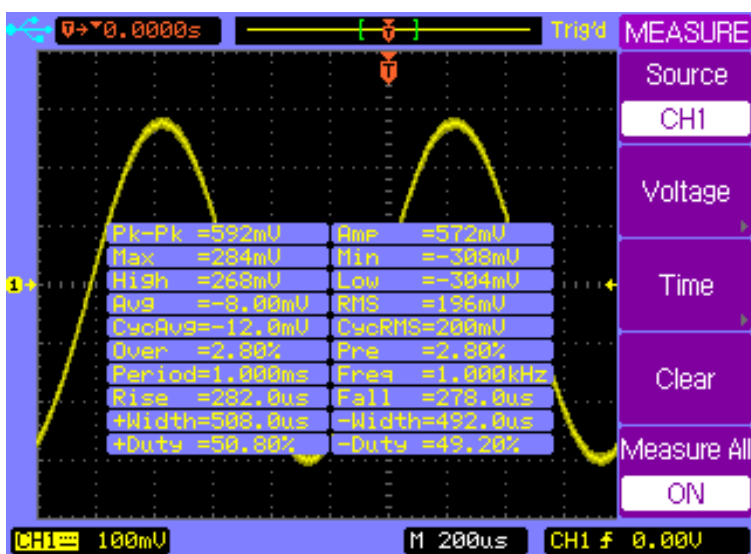 T→▼0.0000s [ T ] Trig'd MEASURE
T
Source
CH1
Voltage
Time
Clear
Measure All
ON
1
Pk-Pk =592mV Amp =572mV
Max =284mV Min =-308mV
High =268mV Low =-304mV
Avg =-8.00mV RMS =196mV
CycAvg=-12.0mV CycRMS=200mV
Over =2.80% Pre =2.80%
Period=1.000ms Freq =1.000kHz
Rise =282.0us Fall =278.0us
+Width=508.0us -Width=492.0us
+Duty =50.80% -Duty =49.20%
CH1 100mV M 200us CH1 0.00V